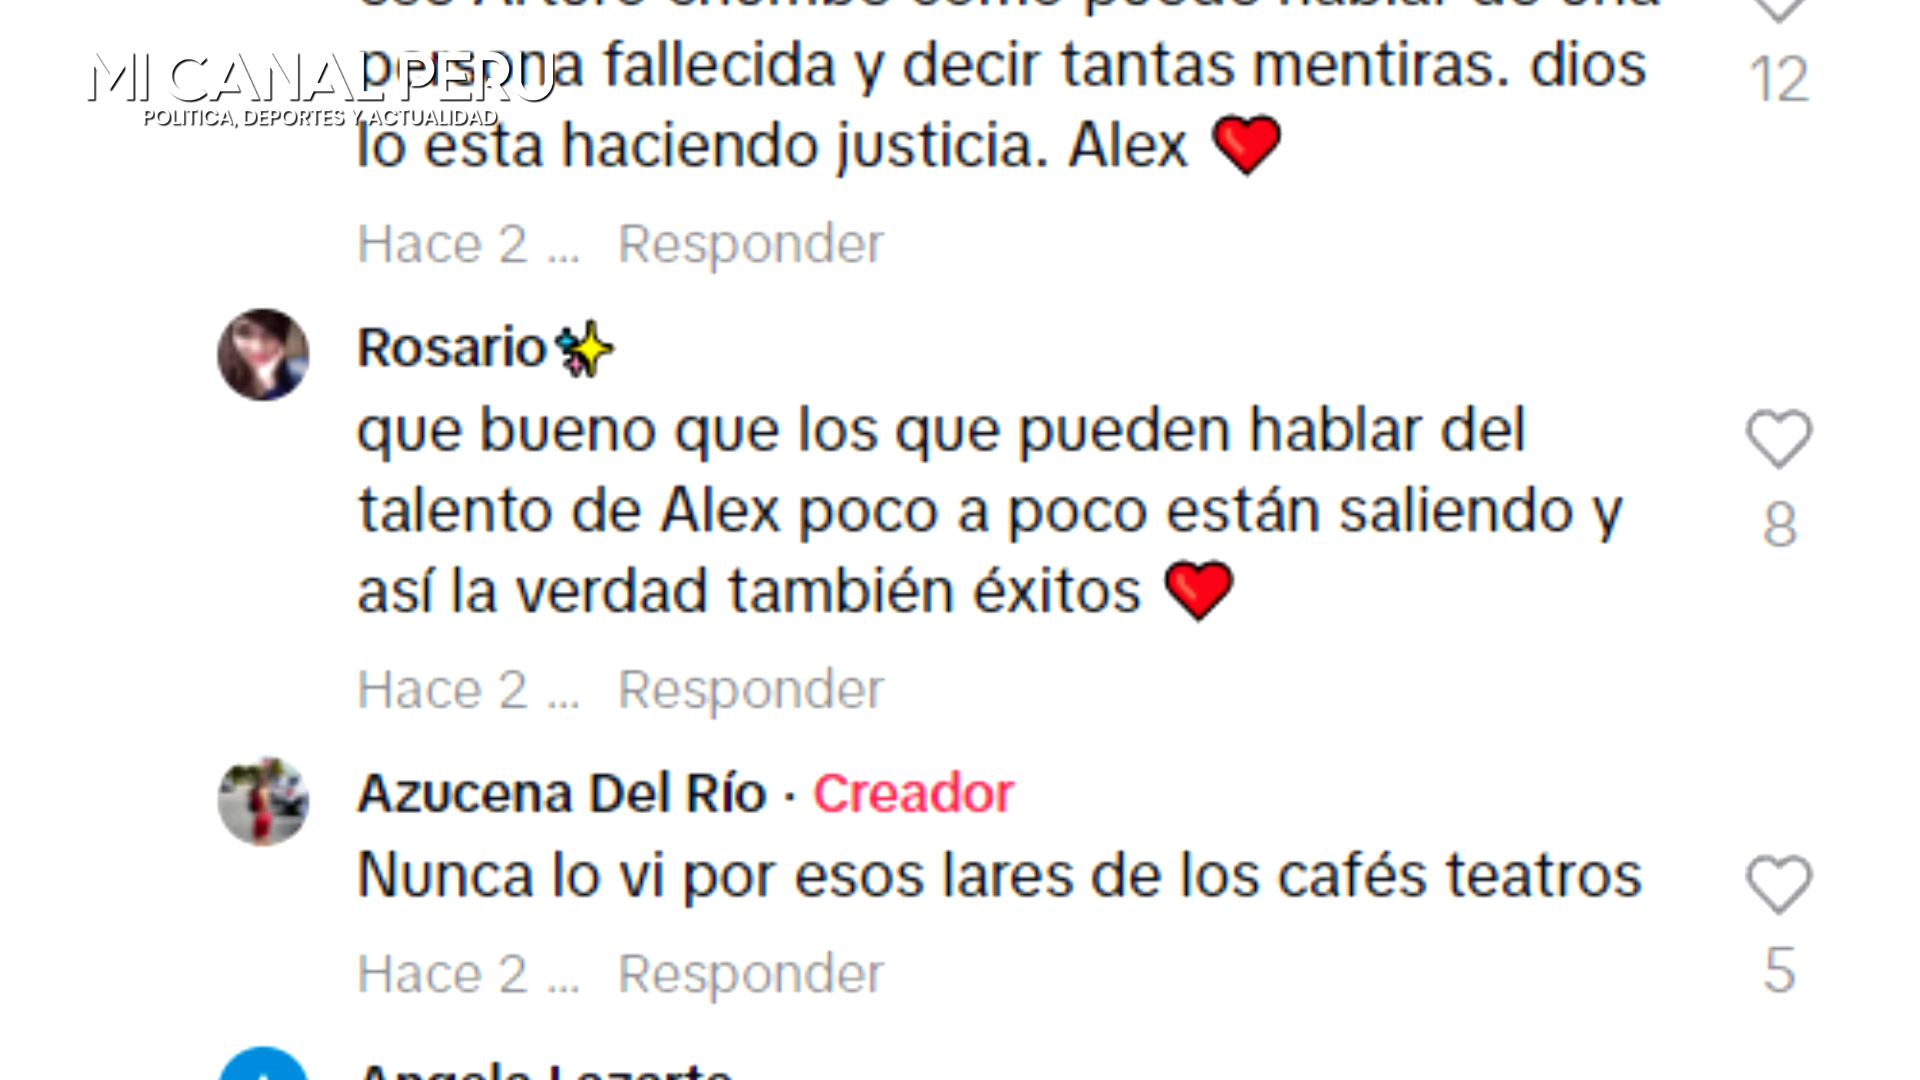 MI CANAL PERU
POLITICA, DEPORTES Y ACTUALIDAD
fallecida y decir tantas mentiras. dios
12
lo esta haciendo justicia. Alex ❤️
Hace 2 ... Responder
Rosario✨
que bueno que los que pueden hablar del
talento de Alex poco a poco están saliendo y
8
así la verdad también éxitos ❤️
Hace 2 ... Responder
Azucena Del Río · Creador
Nunca lo vi por esos lares de los cafés teatros
Hace 2 ... Responder
5